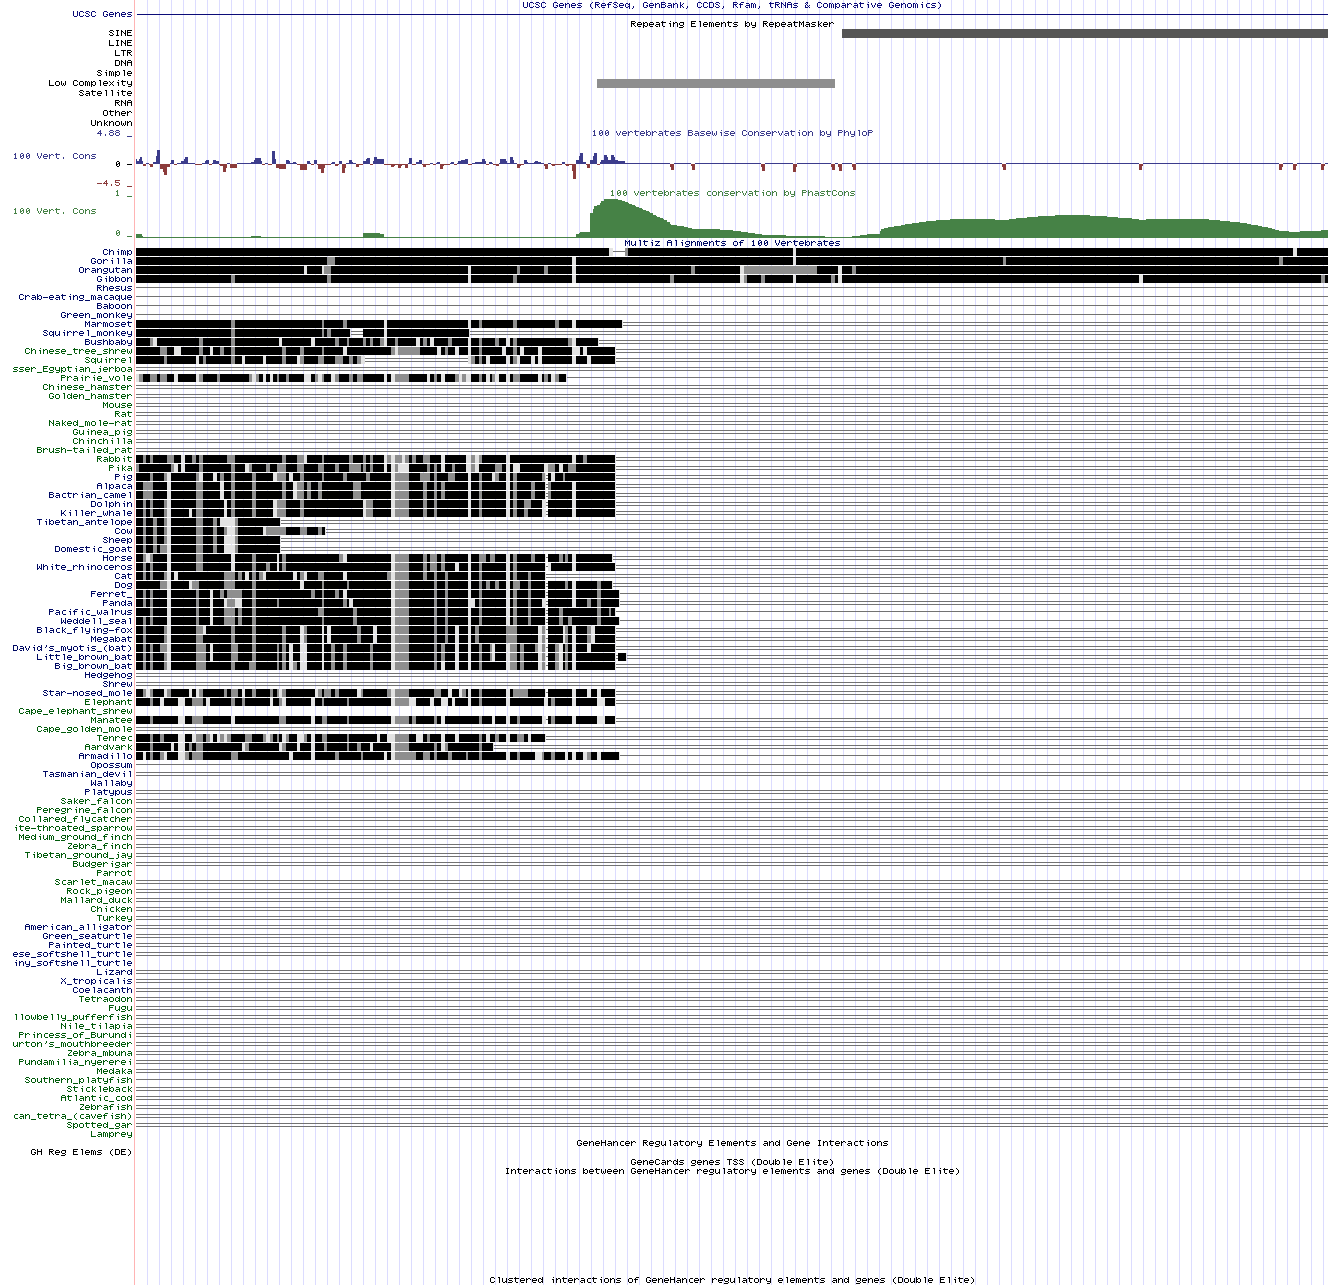 UCSC Genes (RefSeq, GenBank, CCDS, Rfam, tRNAs & Comparative Genomics)
UCSC Genes
Repeating Elements by RepeatMasker
SINE
LINE
LTR
DNA
Simple
Low Complexity
Satellite
RNA
Other
Unknown
4.88 _
100 vertebrates Basewise Conservation by PhyloP
100 Vert. Cons
0 _
-4.5 _
100 vertebrates conservation by PhastCons
1 _
100 Vert. Cons
0 _
Multiz Alignments of 100 Vertebrates
Chimp
Gorilla
Orangutan
Gibbon
Rhesus
Crab-eating_macaque
Baboon
Green_monkey
Marmoset
Squirrel_monkey
Bushbaby
Chinese_tree_shrew
Squirrel
sser_Egyptian_jerboa
Prairie_vole
Chinese_hamster
Golden_hamster
Mouse
Rat
Naked_mole-rat
Guinea_pig
Chinchilla
Brush-tailed_rat
Rabbit
Pika
Pig
Alpaca
Bactrian_camel
Dolphin
Killer_whale
Tibetan_antelope
Cow
Sheep
Domestic_goat
Horse
White_rhinoceros
Cat
Dog
Ferret_
Panda
Pacific_walrus
Weddell_seal
Black_flying-fox
Megabat
David's_myotis_(bat)
Little_brown_bat
Big_brown_bat
Hedgehog
Shrew
Star-nosed_mole
Elephant
Cape_elephant_shrew
Manatee
Cape_golden_mole
Tenrec
Aardvark
Armadillo
Opossum
Tasmanian_devil
Wallaby
Platypus
Saker_falcon
Peregrine_falcon
Collared_flycatcher
ite-throated_sparrow
Medium_ground_finch
Zebra_finch
Tibetan_ground_jay
Budgerigar
Parrot
Scarlet_macaw
Rock_pigeon
Mallard_duck
Chicken
Turkey
American_alligator
Green_seaturtle
Painted_turtle
ese_softshell_turtle
iny_softshell_turtle
Lizard
X_tropicalis
Coelacanth
Tetraodon
Fugu
llowbelly_pufferfish
Nile_tilapia
Princess_of_Burundi
urton's_mouthbreeder
Zebra_mbuna
Pundamilia_nyererei
Medaka
Southern_platyfish
Stickleback
Atlantic_cod
Zebrafish
can_tetra_(cavefish)
Spotted_gar
Lamprey
GeneHancer Regulatory Elements and Gene Interactions
GH Reg Elems (DE)
GeneCards genes TSS (Double Elite)
Interactions between GeneHancer regulatory elements and genes (Double Elite)
Clustered interactions of GeneHancer regulatory elements and genes (Double Elite)